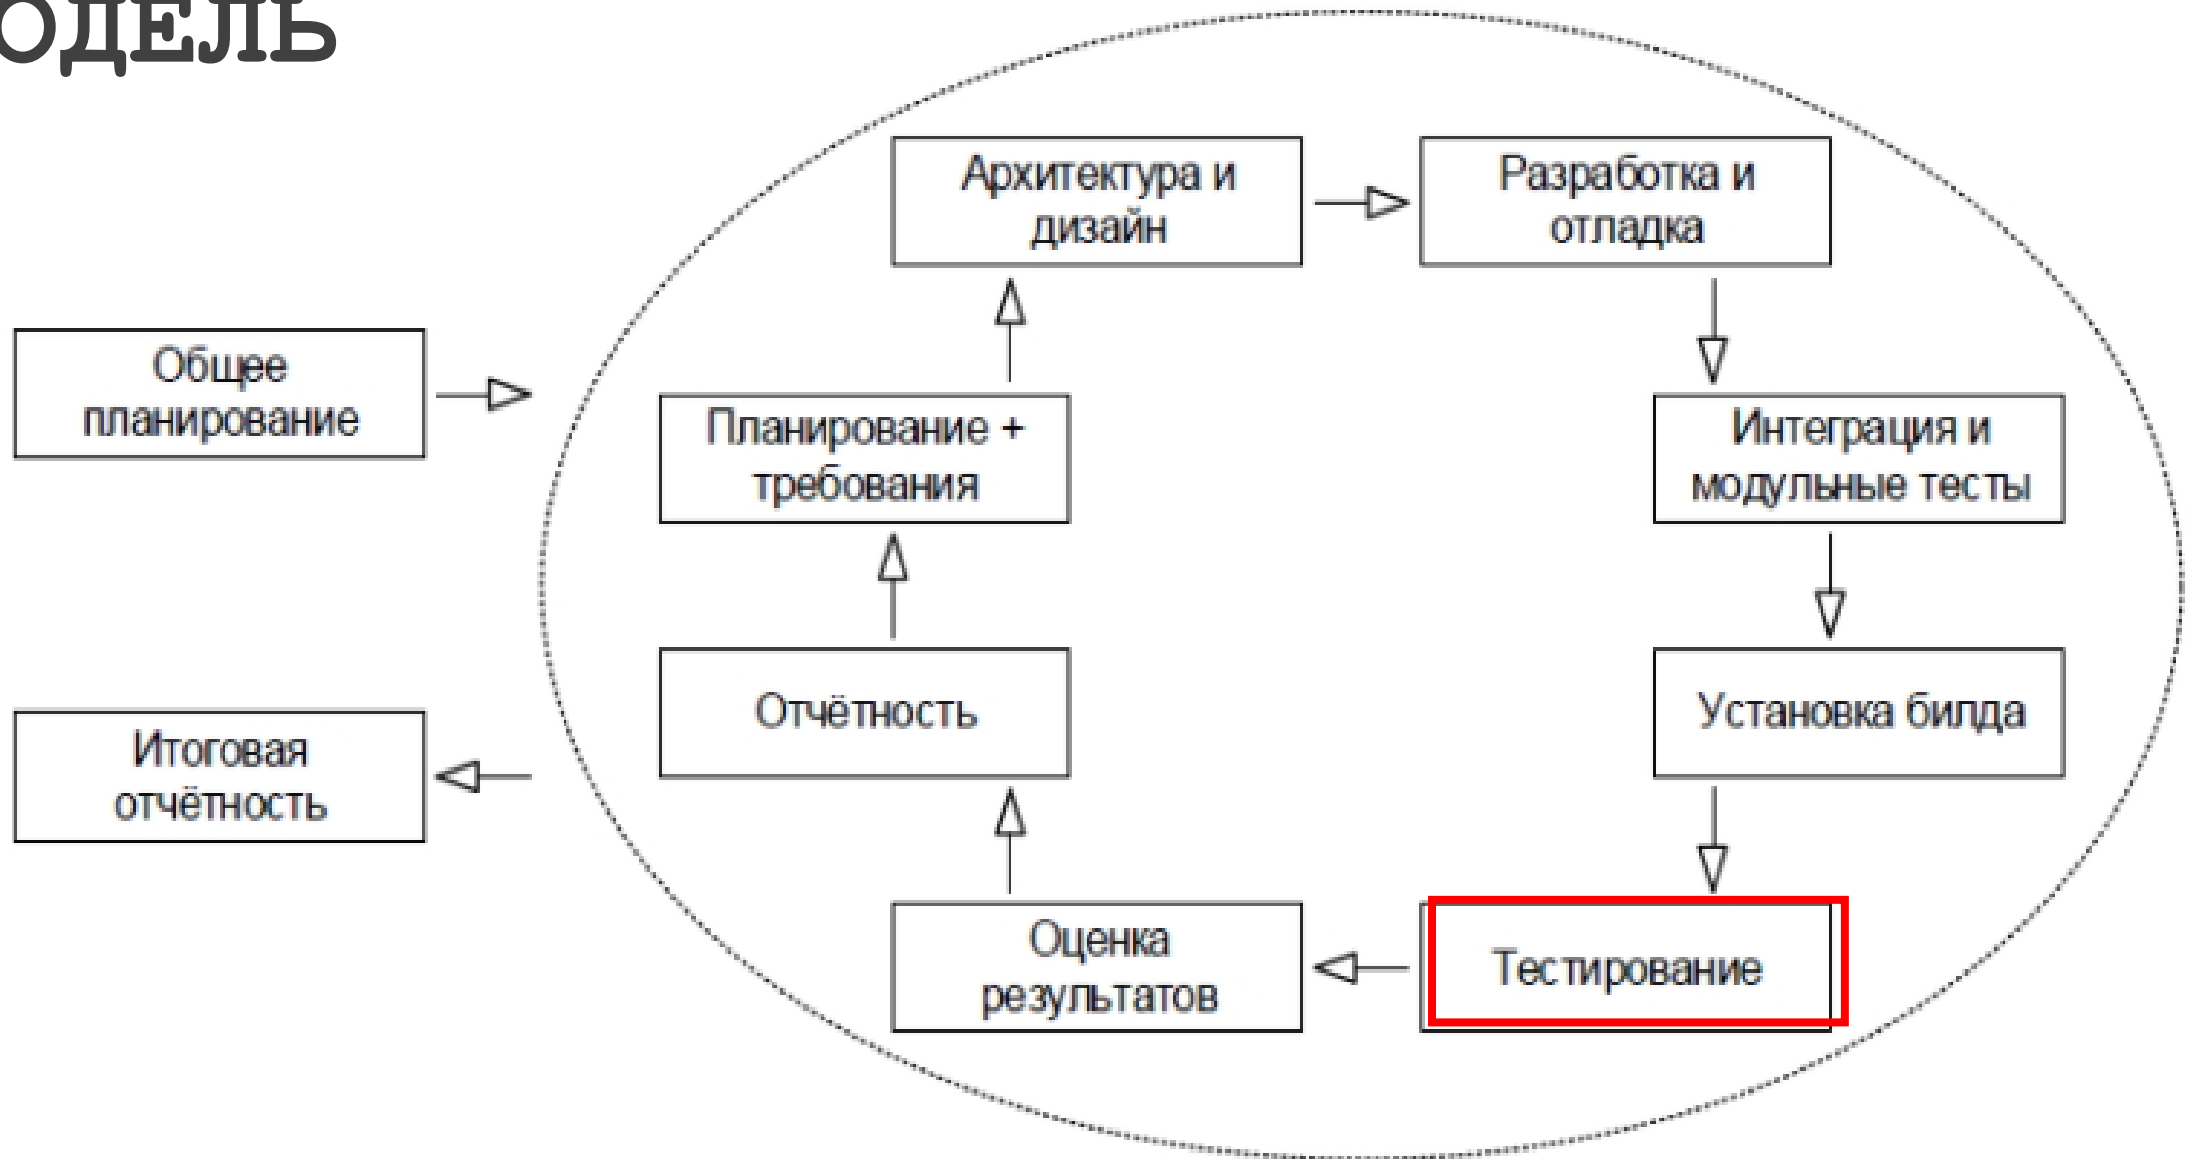 ОДЕЛЬ
Архитектура и
дизайн
Разработка и
отладка
Общее
планирование
Планирование +
требования
Интеграция и
модульные тесты
Отчётность
Установка билда
Итоговая
отчётность
Оценка
результатов
Тестирование